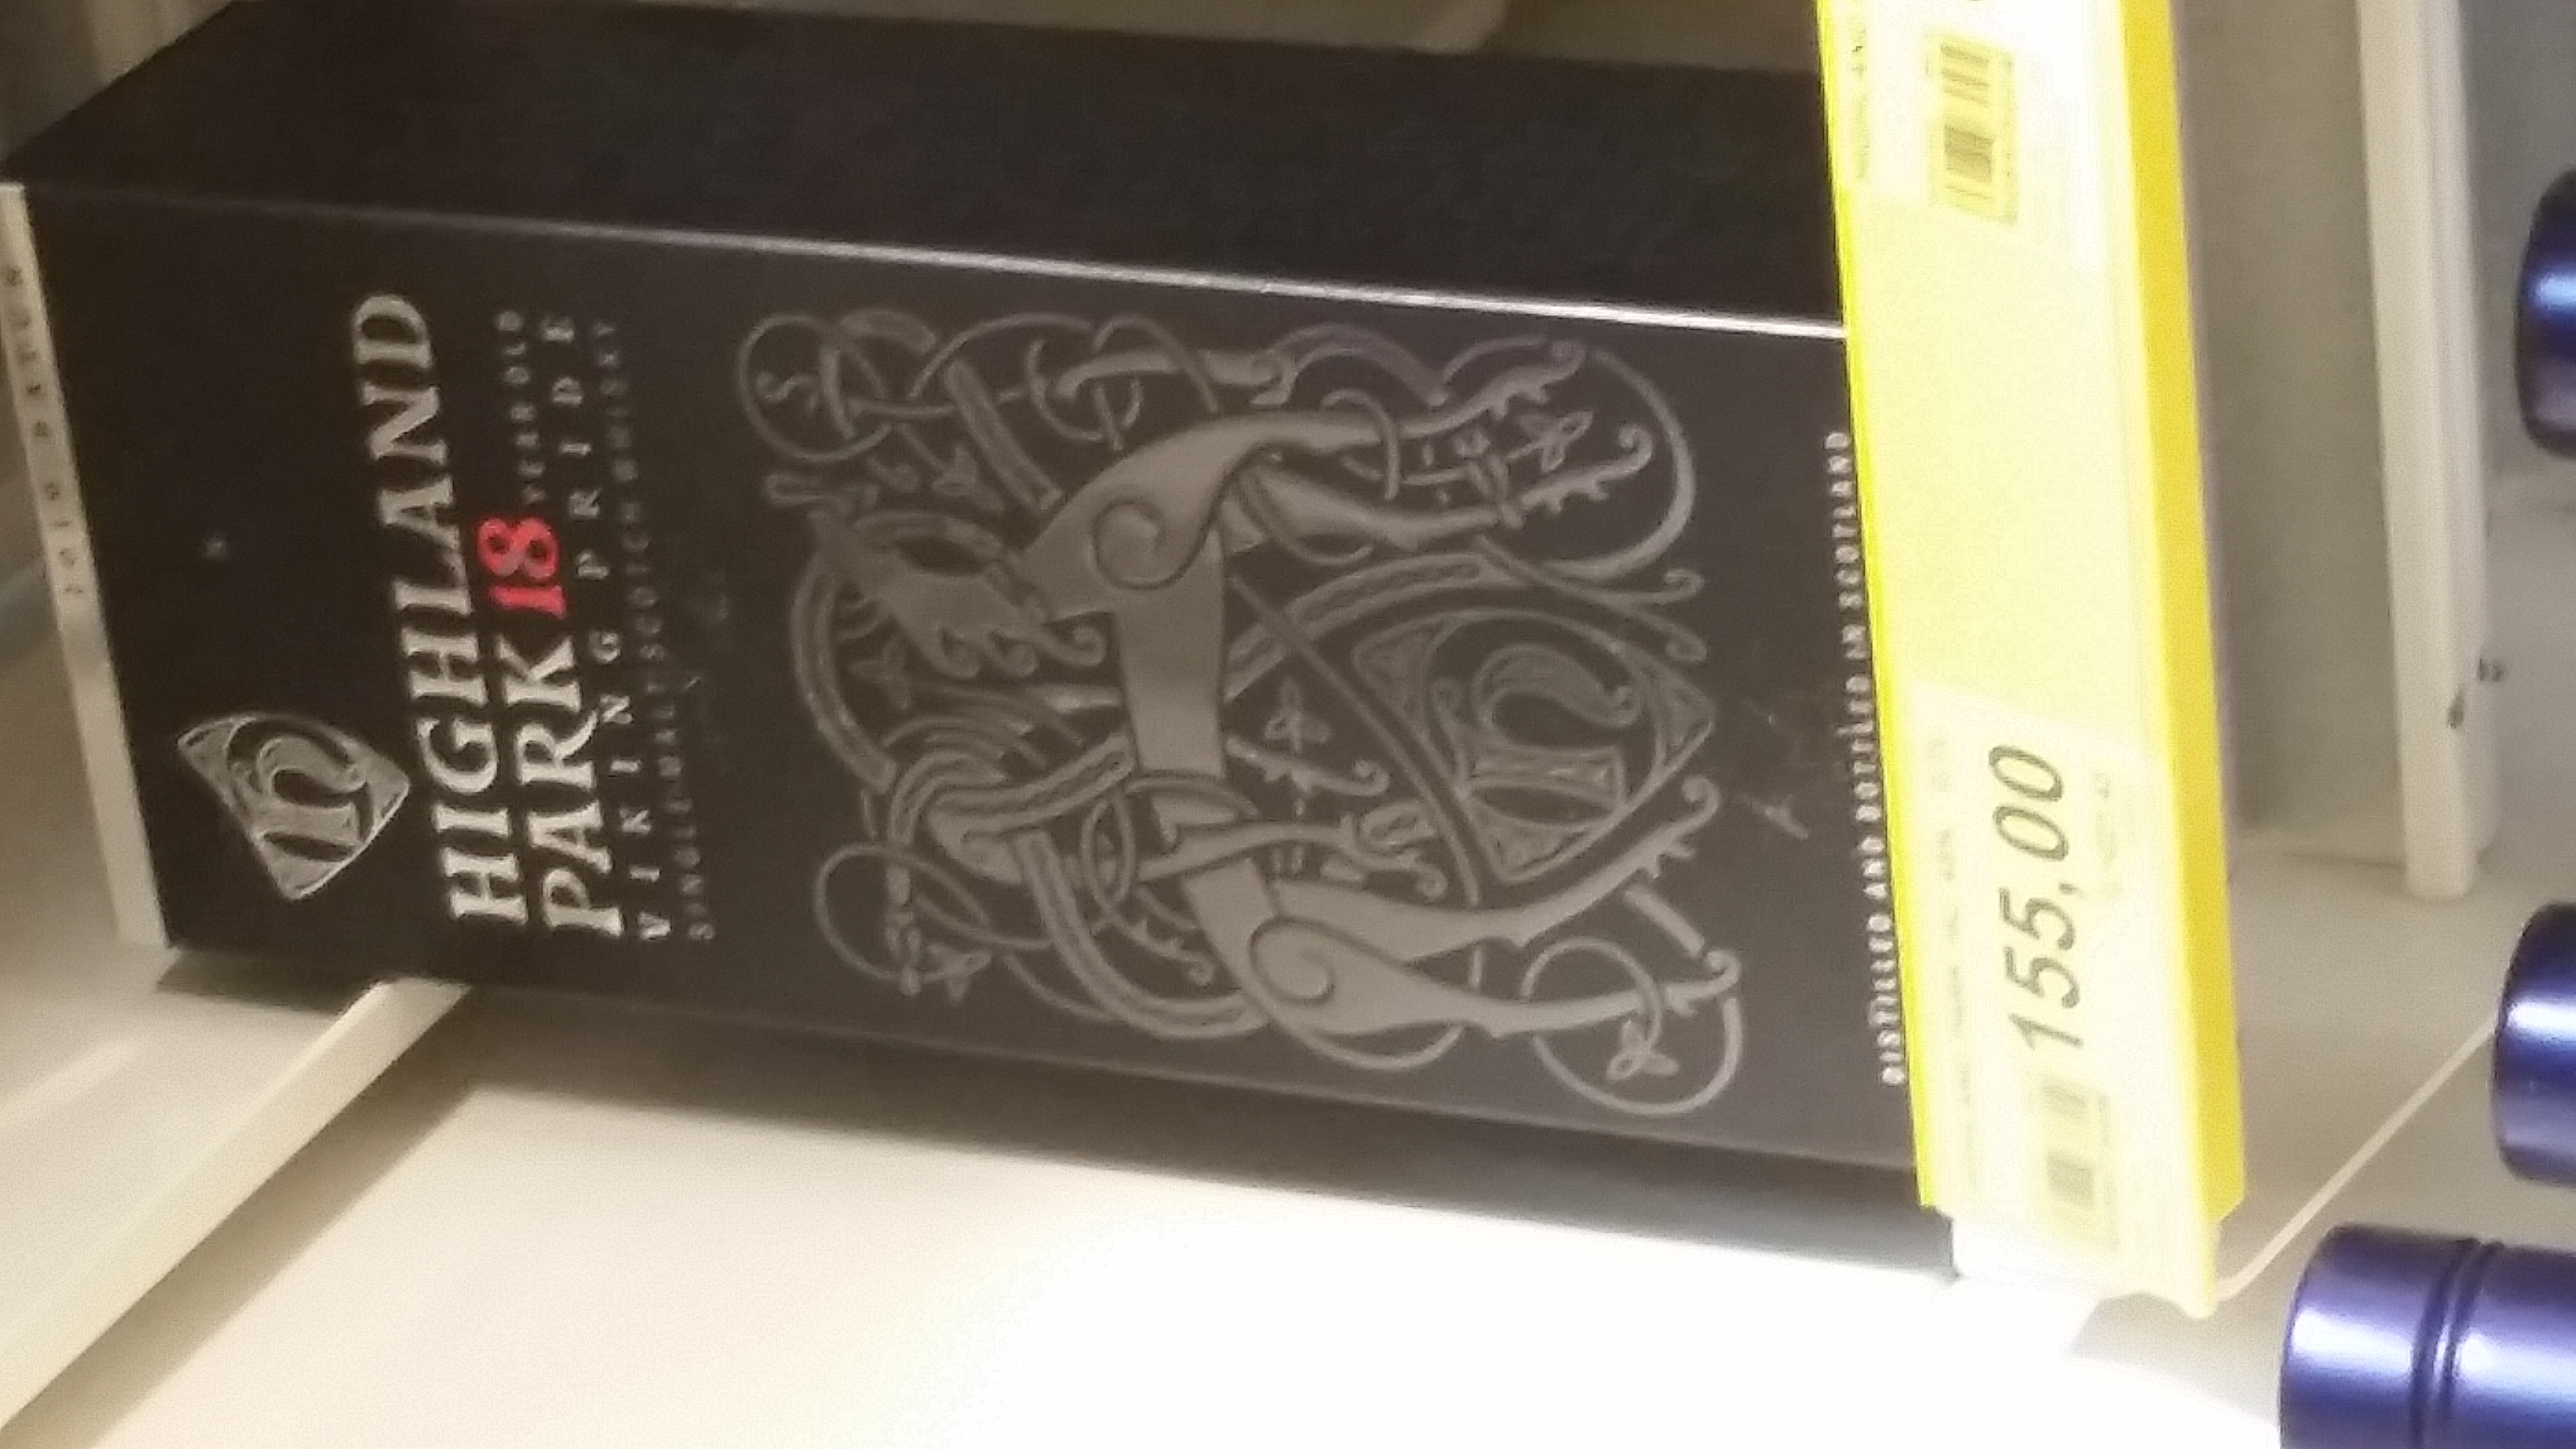 HIGHLAND
PARK 18 YEAR OLD
VIKING PRIDE
SINGLE MALT SCOTCH WHISKY
DISTILLED AND BOTTLED IN SCOTLAND
155,00